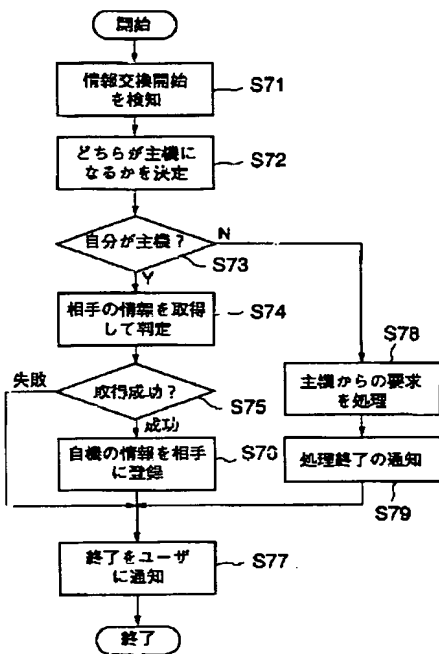 開始
情報交換開始
を検知
S71
どちらが主機に
なるかを決定
S72
自分が主機？
N
S73
Y
相手の情報を取得
して判定
S74
失敗
取得成功？
S75
成功
自機の情報を相手
に登録
S76
S78
主機からの要求
を処理
処理終了の通知
S79
終了をユーザ
に通知
S77
終了